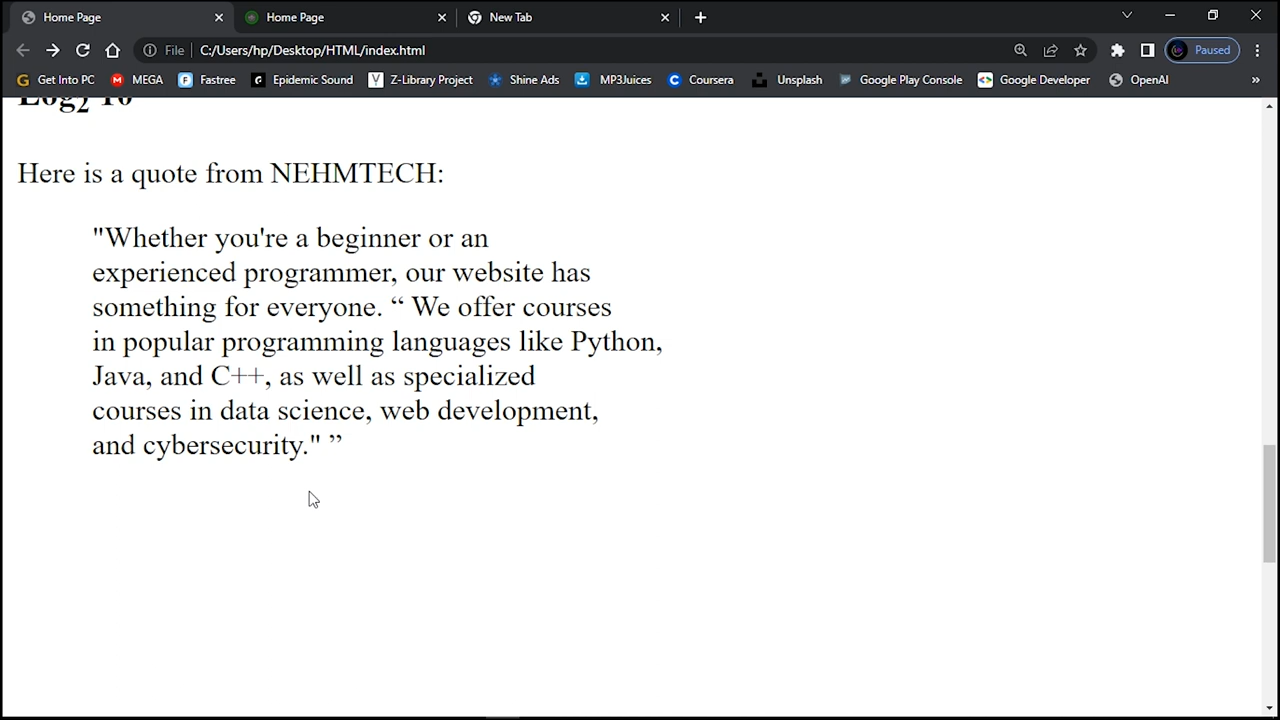 Home Page
Home Page
New Tab
File
C:/Users/hp/Desktop/HTML/index.html
Paused
Get Into PC
MEGA
Fastree
Epidemic Sound
Z-Library Project
Shine Ads
MP3Juices
Coursera
Unsplash
Google Play Console
Google Developer
OpenAI
»
Log2 10
Here is a quote from NEHMTECH:
"Whether you're a beginner or an
experienced programmer, our website has
something for everyone. “ We offer courses
in popular programming languages like Python,
Java, and C++, as well as specialized
courses in data science, web development,
and cybersecurity." ”